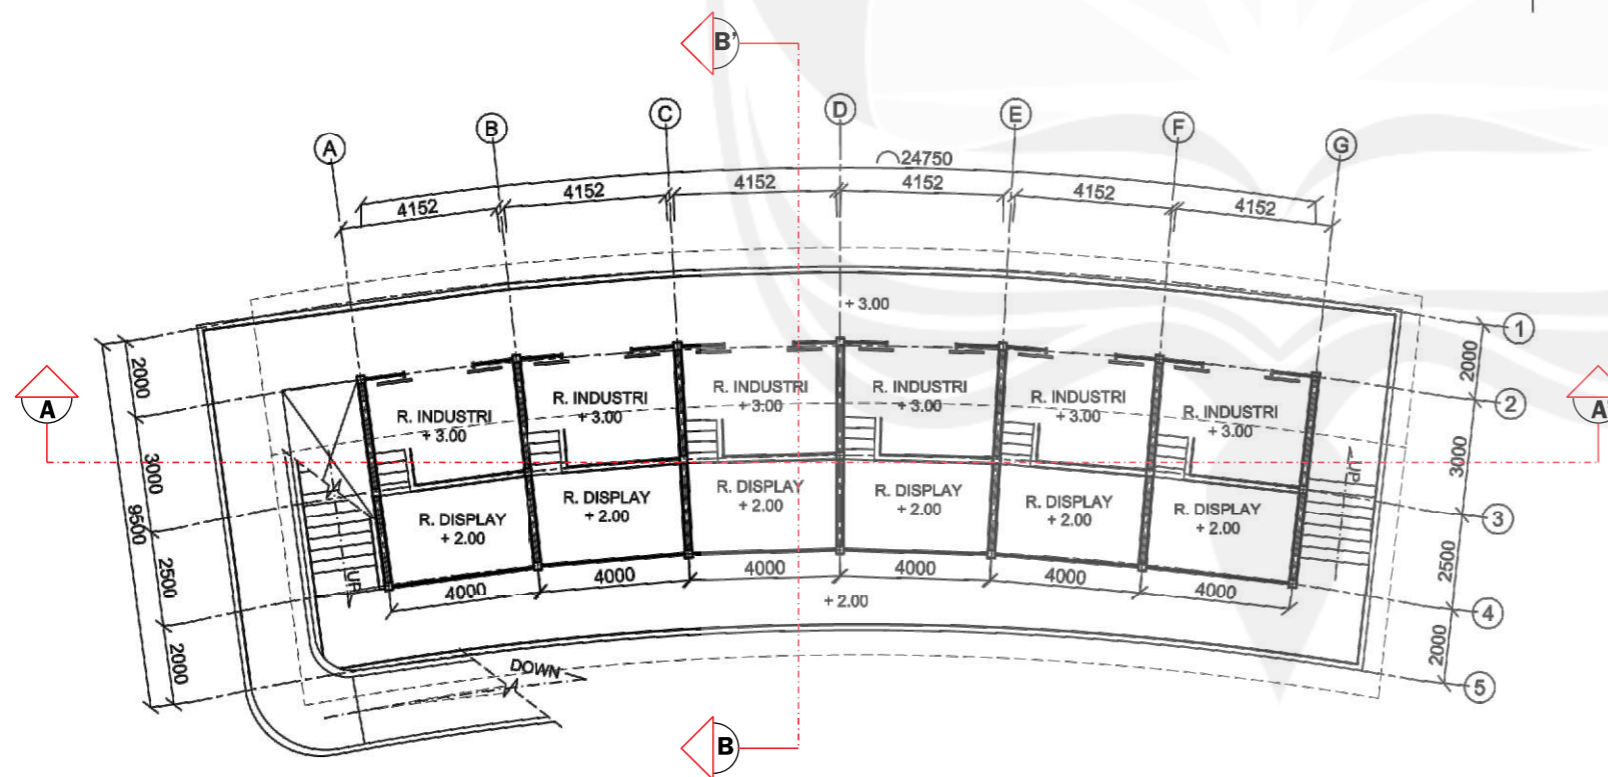 B'
A
B
C
D
E
F
G
24750
4152
4152
4152
4152
4152
4152
+ 3.00
1
2
3
4
5
2000
3000
2500
2000
9500
2000
3000
2500
2000
A
A'
R. INDUSTRI
+ 3.00
R. INDUSTRI
+ 3.00
R. INDUSTRI
+ 3.00
R. INDUSTRI
+ 3.00
R. INDUSTRI
+ 3.00
R. INDUSTRI
+ 3.00
UP
R. DISPLAY
+ 2.00
R. DISPLAY
+ 2.00
R. DISPLAY
+ 2.00
R. DISPLAY
+ 2.00
R. DISPLAY
+ 2.00
R. DISPLAY
+ 2.00
UP
4000
4000
4000
4000
4000
4000
+ 2.00
DOWN
B